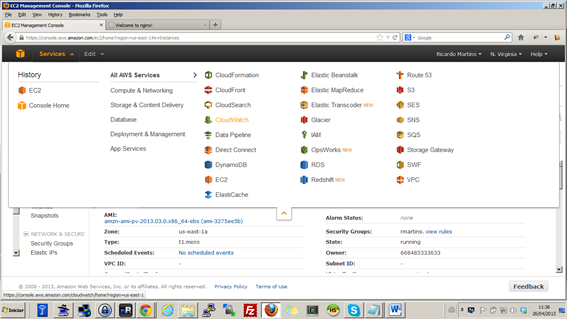 EC2 Management Console - Mozilla Firefox
File Edit View History Bookmarks Tools Help
EC2 Management Console
Welcome to nginx!
https://console.aws.amazon.com/ec2/home?region=us-east-1#s=Instances
Google
Services Edit Ricardo Martins N. Virginia Help
History
EC2
Console Home
All AWS Services
Compute & Networking
Storage & Content Delivery
Database
Deployment & Management
App Services
CloudFormation
CloudFront
CloudSearch
CloudWatch
Data Pipeline
Direct Connect
DynamoDB
EC2
ElastiCache
Elastic Beanstalk
Elastic MapReduce
Elastic Transcoder NEW
Glacier
IAM
OpsWorks NEW
RDS
Redshift NEW
Route 53
S3
SES
SNS
SQS
Storage Gateway
SWF
VPC
Volumes
Snapshots
NETWORK & SECURIT
Security Groups
Elastic IPs
AMI:
amzn-ami-pv-2013.03.0.x86_64-ebs (ami-3275ee5b)
Zone: us-east-1a
Type: t1.micro
Scheduled Events: No scheduled events
VPC ID: -
Alarm Status: none
Security Groups: rmartins. view rules
State: running
Owner: 668485333633
Subnet ID: -
© 2008 - 2013, Amazon Web Services, Inc. or its affiliates. All rights reserved. Privacy Policy Terms of Use
Feedback
https://console.aws.amazon.com/cloudwatch/home?region=us-east-1
Iniciar
11:36
26/04/2013